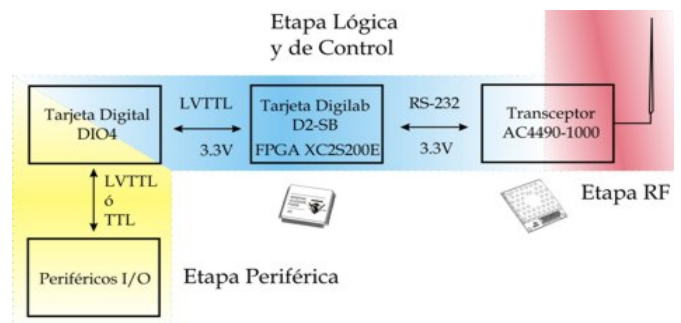 Etapa Lógica
y de Control
Tarjeta Digital
DIO4
LVTTL
3.3V
Tarjeta Digilab
D2-SB
FPGA XC2S200E
RS-232
3.3V
Transceptor
AC4490-1000
Etapa RF
LVTTL
ó
TTL
Periféricos I/O
Etapa Periférica